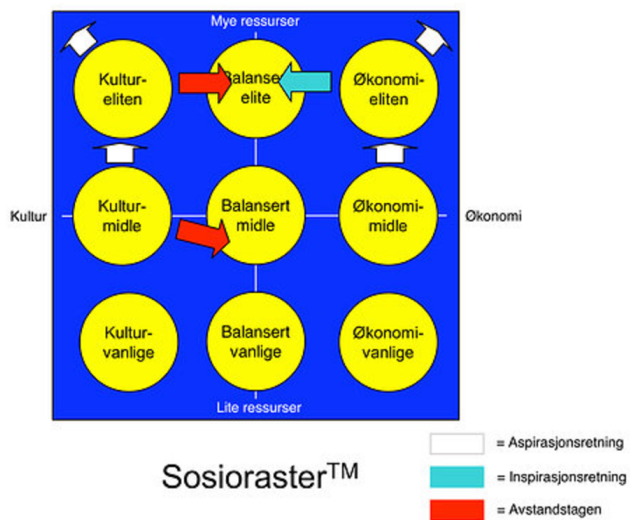 Mye ressurser
Kultur-
eliten
Balanse
elite
Økonomi-
eliten
Kultur
Kultur-
midle
Balansert
midle
Økonomi-
midle
Økonomi
Kultur-
vanlige
Balansert
vanlige
Økonomi-
vanlige
Lite ressurser
= Aspirasjonsretning
= Inspirasjonsretning
= Avstandstagen
Sosioraster™